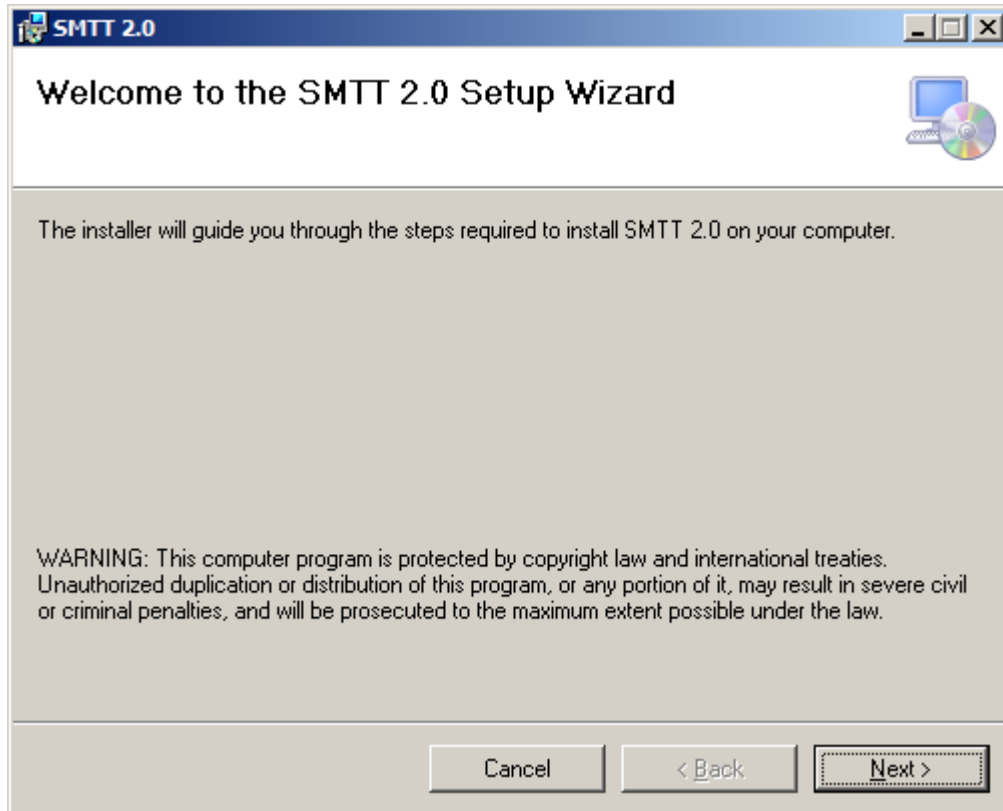 SMTT 2.0
Welcome to the SMTT 2.0 Setup Wizard
The installer will guide you through the steps required to install SMTT 2.0 on your computer.
WARNING: This computer program is protected by copyright law and international treaties.
Unauthorized duplication or distribution of this program, or any portion of it, may result in severe civil
or criminal penalties, and will be prosecuted to the maximum extent possible under the law.
Cancel
< Back
Next >